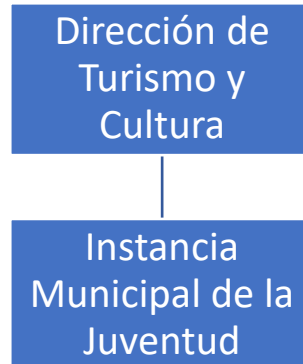 Dirección de
Turismo y
Cultura
Instancia
Municipal de la
Juventud